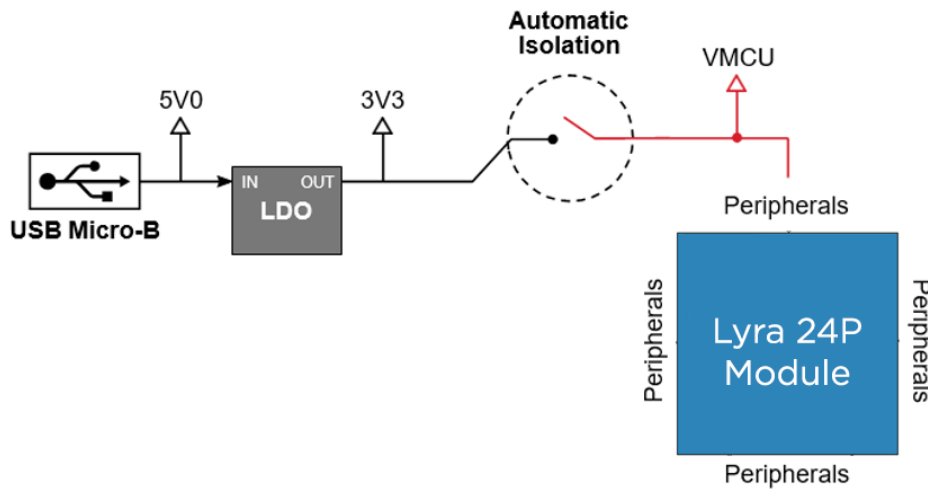 Automatic
Isolation
VMCU
5V0
3V3
IN OUT
LDO
USB Micro-B
Peripherals
Peripherals
Lyra 24P
Module
Peripherals
Peripherals